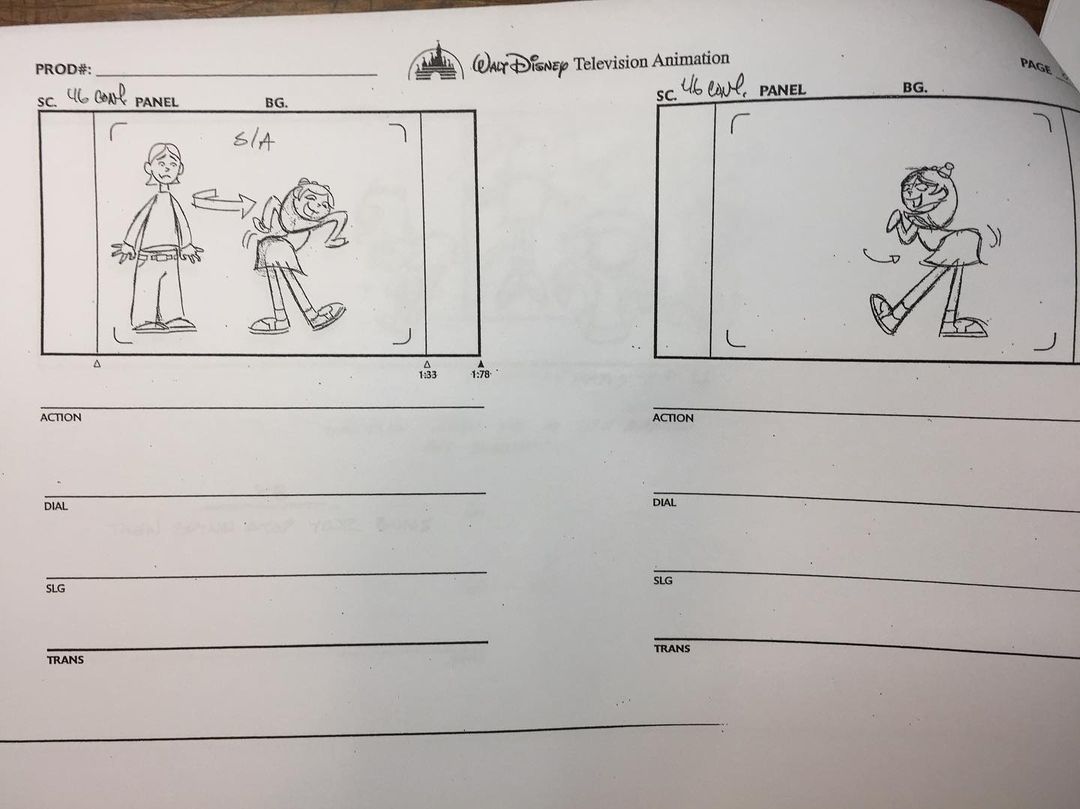 PROD#:
WALT DISNEY Television Animation
PAGE
SC. 46 cont. PANEL BG.
S/A
1:33 1:78
ACTION
DIAL
SLG
TRANS
SC. 46 cont. PANEL BG.
ACTION
DIAL
SLG
TRANS